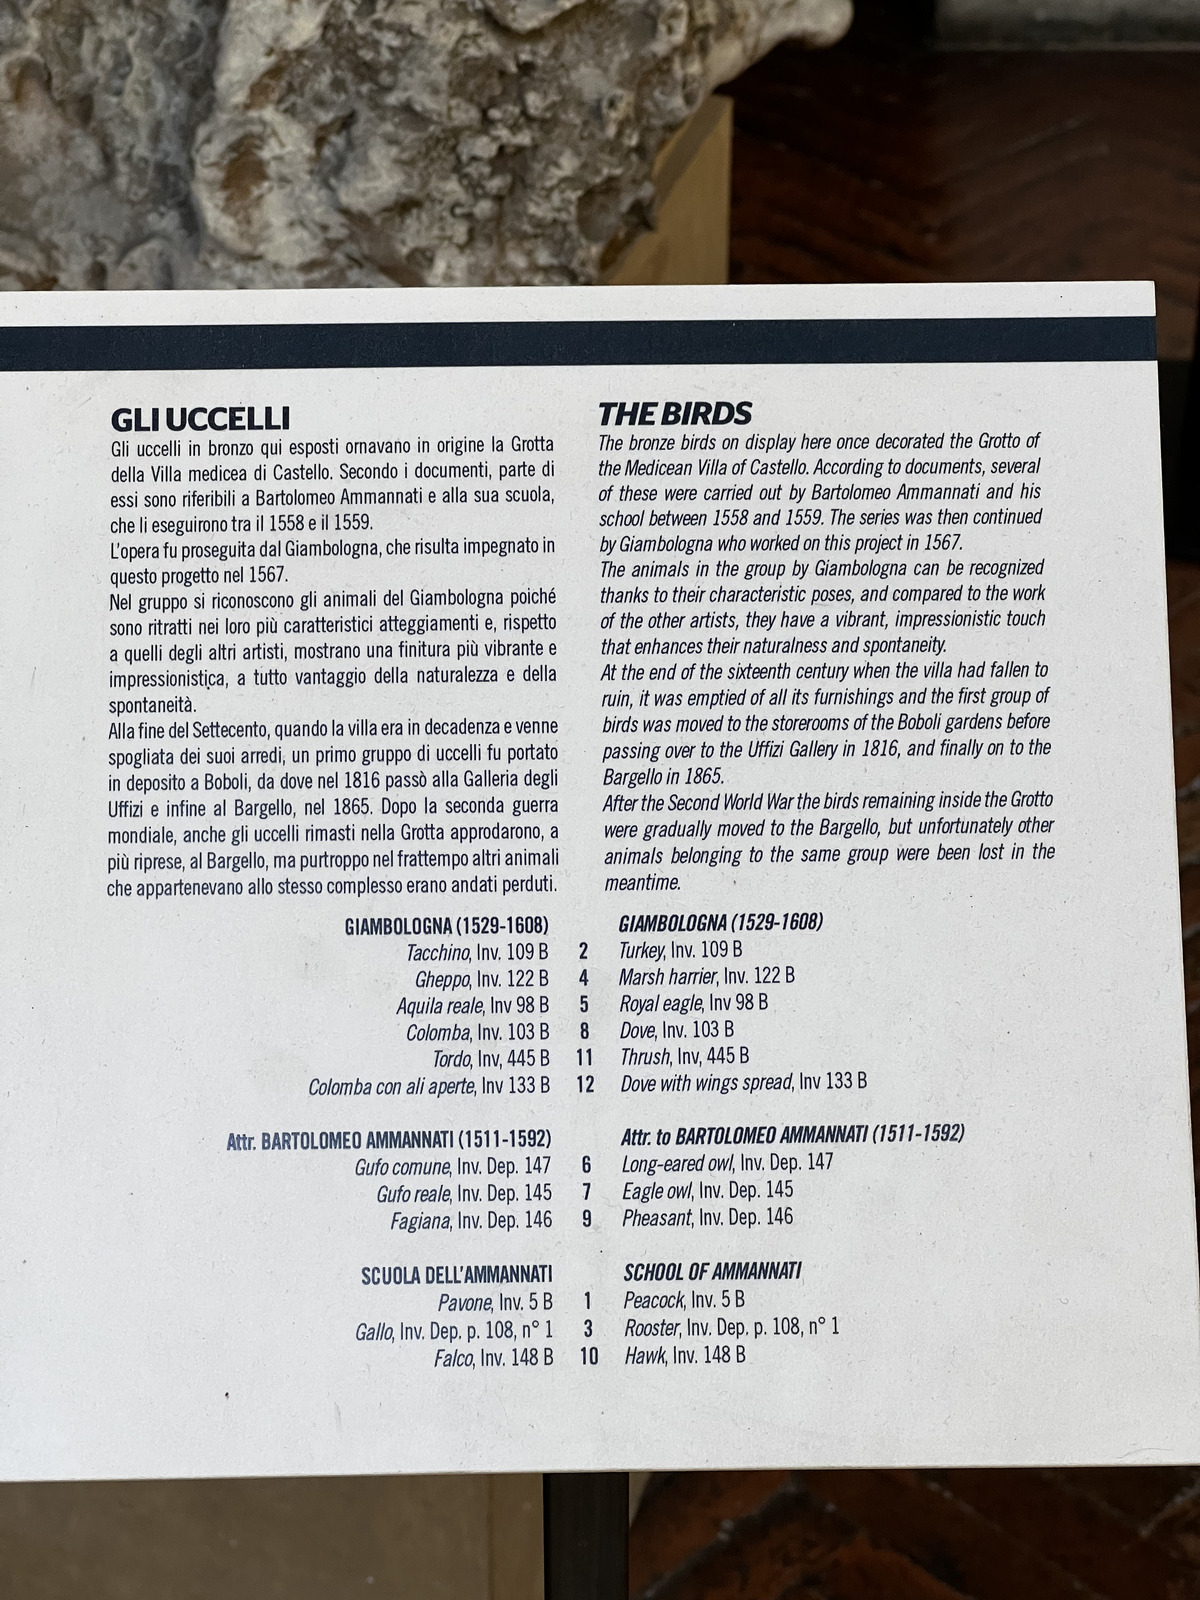 GLI UCCELLI
Gli uccelli in bronzo qui esposti ornavano in origine la Grotta
della Villa medicea di Castello. Secondo i documenti, parte di
essi sono riferibili a Bartolomeo Ammannati e alla sua scuola,
che li eseguirono tra il 1558 e il 1559.
L'opera fu proseguita dal Giambologna, che risulta impegnato in
questo progetto nel 1567.
Nel gruppo si riconoscono gli animali del Giambologna poiché
sono ritratti nei loro più caratteristici atteggiamenti e, rispetto
a quelli degli altri artisti, mostrano una finitura più vibrante e
impressionistica, a tutto vantaggio della naturalezza e della
spontaneità.
Alla fine del Settecento, quando la villa era in decadenza e venne
spogliata dei suoi arredi, un primo gruppo di uccelli fu portato
in deposito a Boboli, da dove nel 1816 passò alla Galleria degli
Uffizi e infine al Bargello, nel 1865. Dopo la seconda guerra
mondiale, anche gli uccelli rimasti nella Grotta approdarono, a
più riprese, al Bargello, ma purtroppo nel frattempo altri animali
che appartenevano allo stesso complesso erano andati perduti.
THE BIRDS
The bronze birds on display here once decorated the Grotto of
the Medicean Villa of Castello. According to documents, several
of these were carried out by Bartolomeo Ammannati and his
school between 1558 and 1559. The series was then continued
by Giambologna who worked on this project in 1567.
The animals in the group by Giambologna can be recognized
thanks to their characteristic poses, and compared to the work
of the other artists, they have a vibrant, impressionistic touch
that enhances their naturalness and spontaneity.
At the end of the sixteenth century when the villa had fallen to
ruin, it was emptied of all its furnishings and the first group of
birds was moved to the storerooms of the Boboli gardens before
passing over to the Uffizi Gallery in 1816, and finally on to the
Bargello in 1865.
After the Second World War the birds remaining inside the Grotto
were gradually moved to the Bargello, but unfortunately other
animals belonging to the same group were been lost in the
meantime.
GIAMBOLOGNA (1529-1608) GIAMBOLOGNA (1529-1608)
Tacchino, Inv. 109 B 2 Turkey, Inv. 109 B
Gheppo, Inv. 122 B 4 Marsh harrier, Inv. 122 B
Aquila reale, Inv 98 B 5 Royal eagle, Inv 98 B
Colomba, Inv. 103 B 8 Dove, Inv. 103 B
Tordo, Inv, 445 B 11 Thrush, Inv, 445 B
Colomba con ali aperte, Inv 133 B 12 Dove with wings spread, Inv 133 B
Attr. BARTOLOMEO AMMANNATI (1511-1592) Attr. to BARTOLOMEO AMMANNATI (1511-1592)
Gufo comune, Inv. Dep. 147 6 Long-eared owl, Inv. Dep. 147
Gufo reale, Inv. Dep. 145 7 Eagle owl, Inv. Dep. 145
Fagiana, Inv. Dep. 146 9 Pheasant, Inv. Dep. 146
SCUOLA DELL'AMMANNATI SCHOOL OF AMMANNATI
Pavone, Inv. 5 B 1 Peacock, Inv. 5 B
Gallo, Inv. Dep. p. 108, n° 1 3 Rooster, Inv. Dep. p. 108, n° 1
Falco, Inv. 148 B 10 Hawk, Inv. 148 B